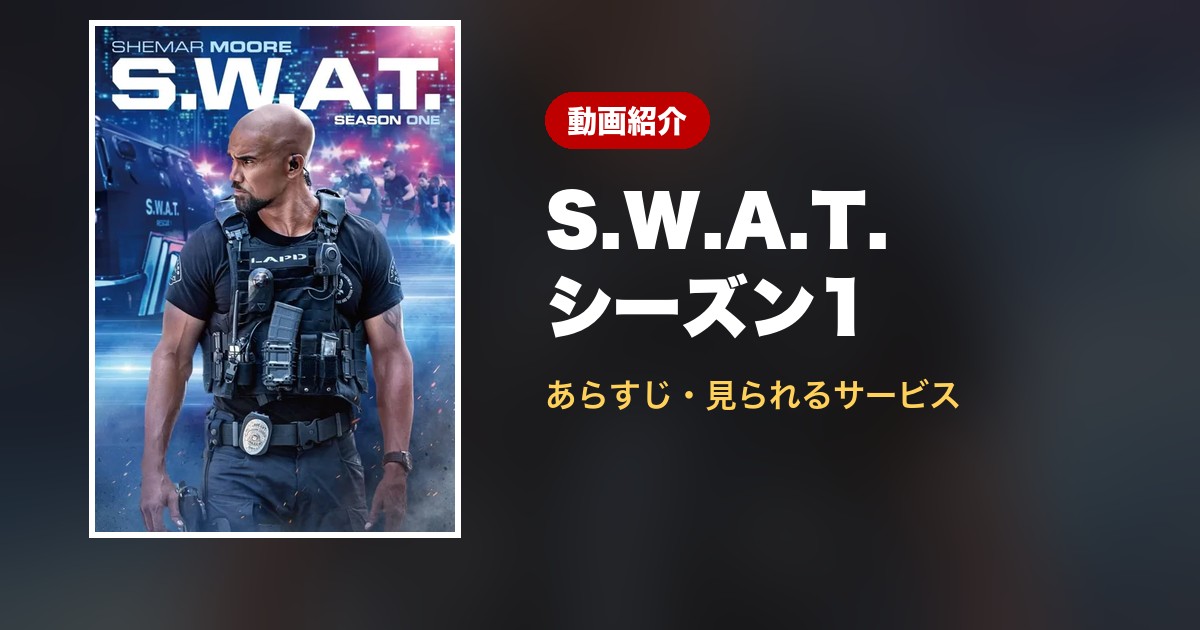 SHEMAR MOORE
S.W.A.T.
SEASON ONE
S.W.A.T.
LAPD
動画紹介
S.W.A.T.
シーズン1
あらすじ・見られるサービス